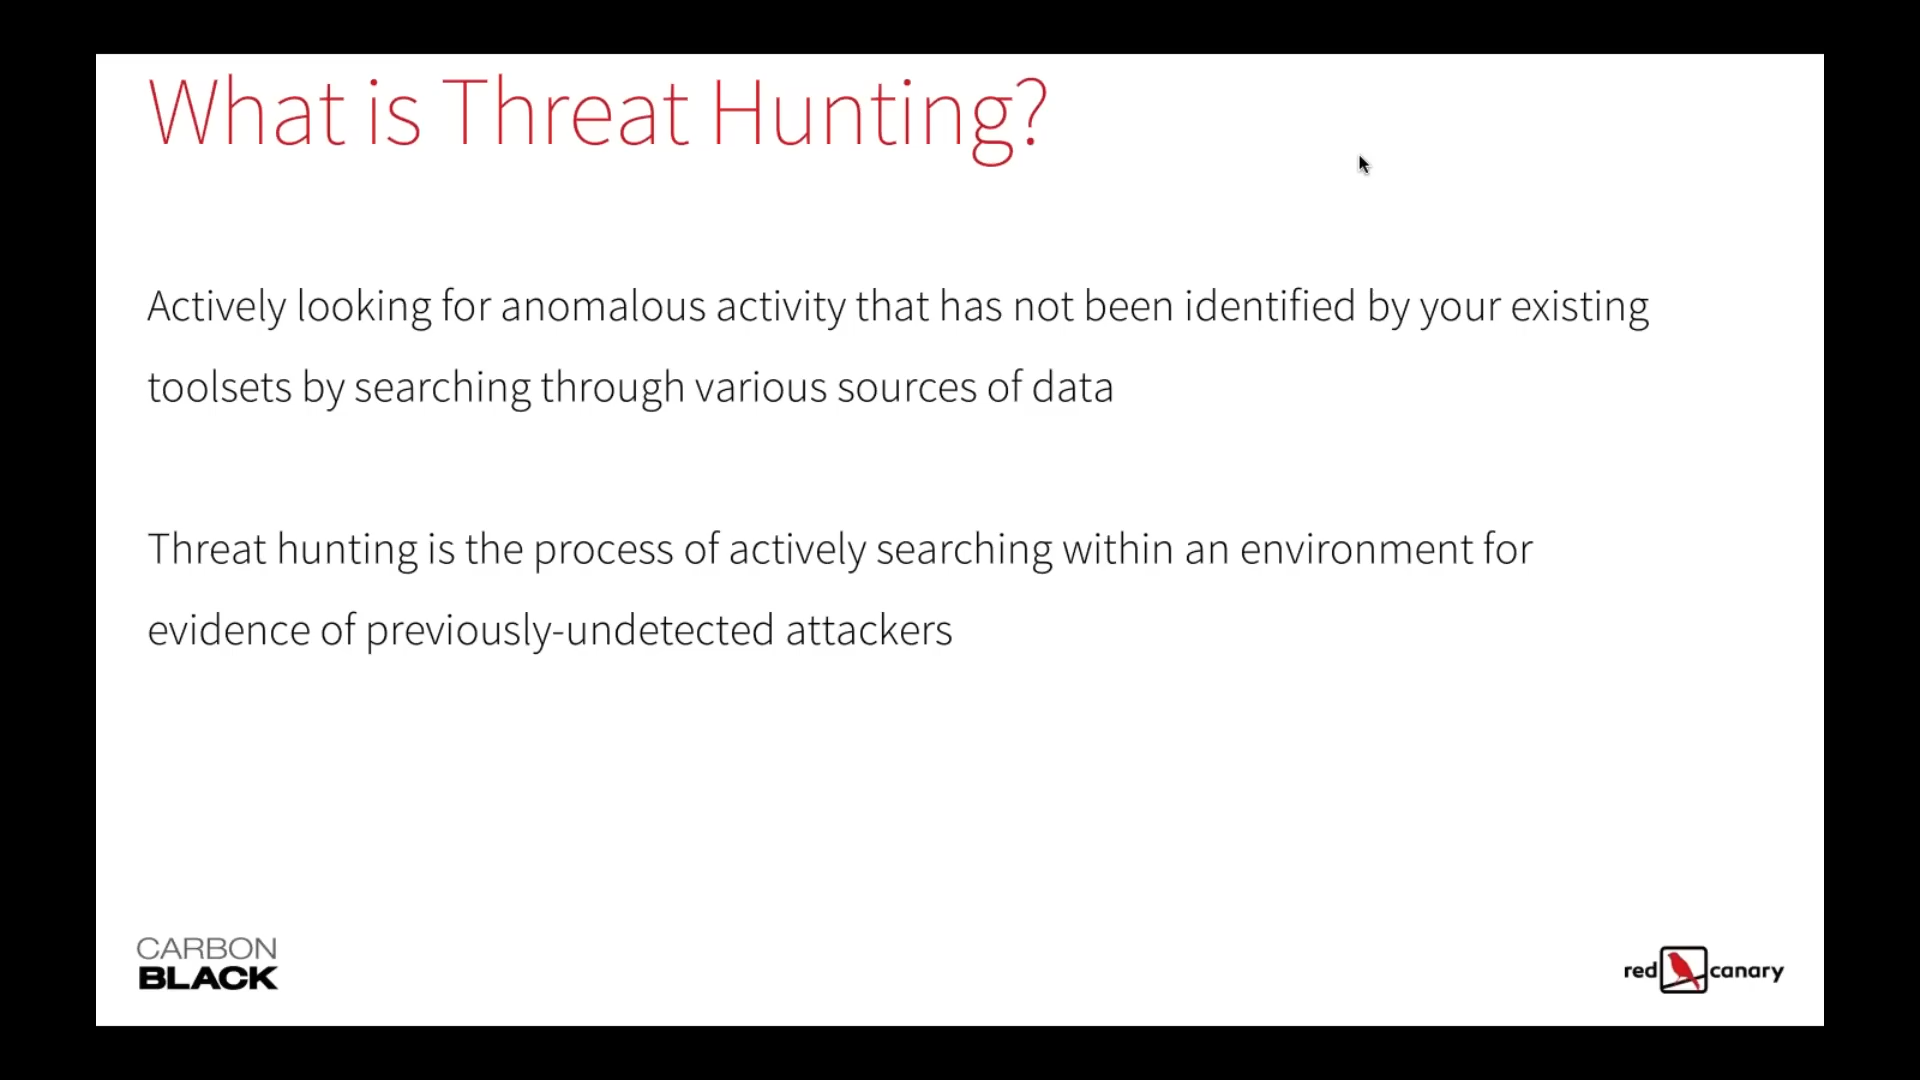 What is Threat Hunting?
Actively looking for anomalous activity that has not been identified by your existing
toolsets by searching through various sources of data
Threat hunting is the process of actively searching within an environment for
evidence of previously-undetected attackers
CARBON
BLACK
red canary